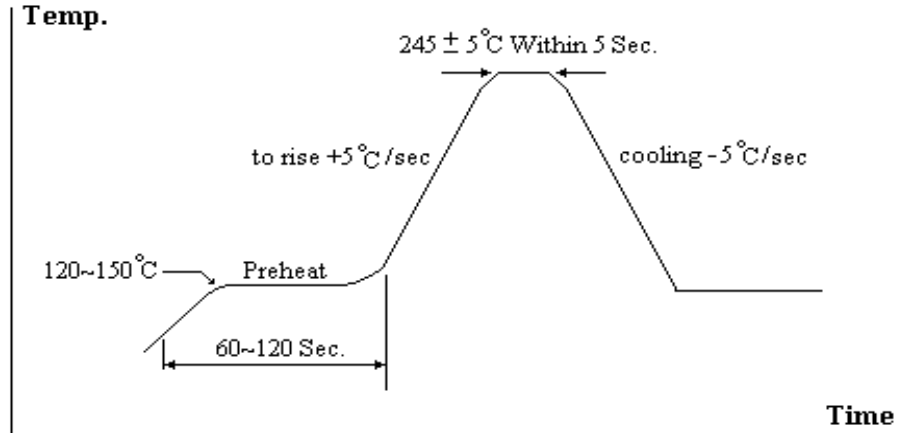 Temp.
245 ± 5°C Within 5 Sec.
to rise +5°C/sec
cooling -5°C/sec
120~150°C
Preheat
60~120 Sec.
Time